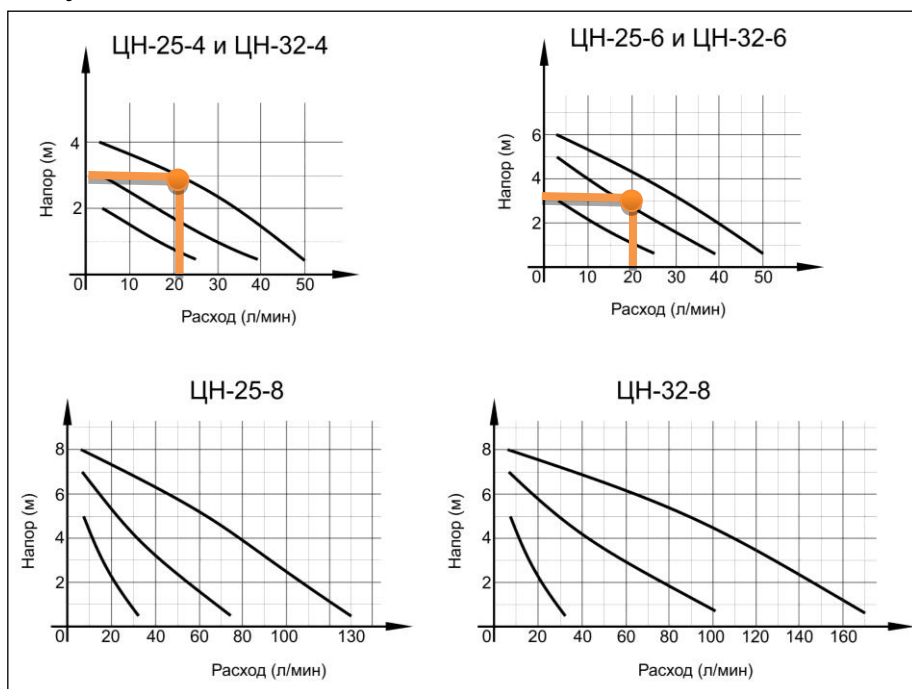 ЦН-25-4 и ЦН-32-4
Напор (м)
4
2
0 10 20 30 40 50
Расход (л/мин)
ЦН-25-6 и ЦН-32-6
Напор (м)
6
4
2
0 10 20 30 40 50
Расход (л/мин)
ЦН-25-8
Напор (м)
8
6
4
2
0 20 40 60 80 100 130
Расход (л/мин)
ЦН-32-8
Напор (м)
8
6
4
2
0 20 40 60 80 100 120 140 160
Расход (л/мин)